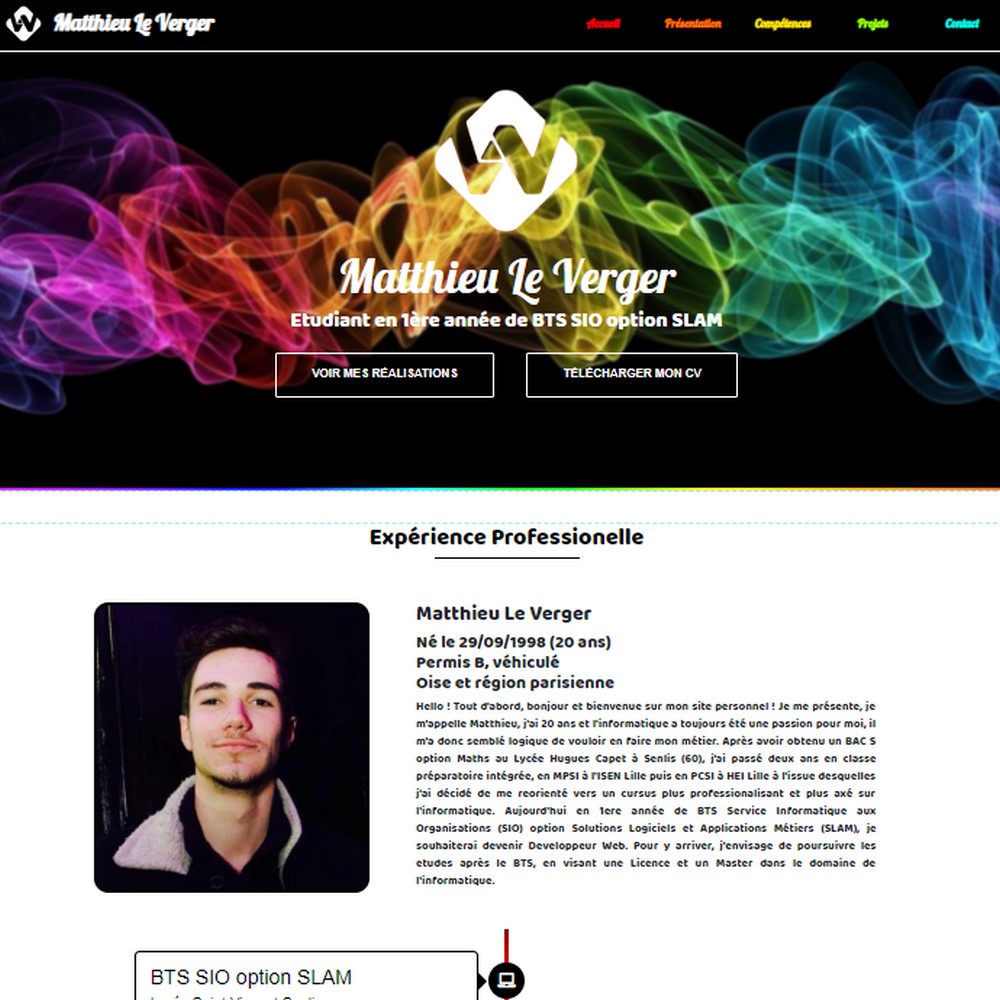 Matthieu Le Verger
Accueil Présentation Compétences Projets Contact
Matthieu Le Verger
Etudiant en 1ère année de BTS SIO option SLAM
VOIR MES RÉALISATIONS
TÉLÉCHARGER MON CV
Expérience Professionelle
Matthieu Le Verger
Né le 29/09/1998 (20 ans)
Permis B, véhiculé
Oise et région parisienne
Hello ! Tout d'abord, bonjour et bienvenue sur mon site personnel ! Je me présente, je
m'appelle Matthieu, j'ai 20 ans et l'informatique a toujours été une passion pour moi, il
m'a donc semblé logique de vouloir en faire mon métier. Après avoir obtenu un BAC S
option Maths au Lycée Hugues Capet à Senlis (60), j'ai passé deux ans en classe
préparatoire intégrée, en MPSI à l'ISEN Lille puis en PCSI à HEI Lille à l'issue desquelles
j'ai décidé de me reorienté vers un cursus plus professionalisant et plus axé sur
l'informatique. Aujourd'hui en 1ere année de BTS Service Informatique aux
Organisations (SIO) option Solutions Logiciels et Applications Métiers (SLAM), je
souhaiterai devenir Developpeur Web. Pour y arriver, j'envisage de poursuivre les
etudes après le BTS, en visant une Licence et un Master dans le domaine de
l'informatique.
BTS SIO option SLAM